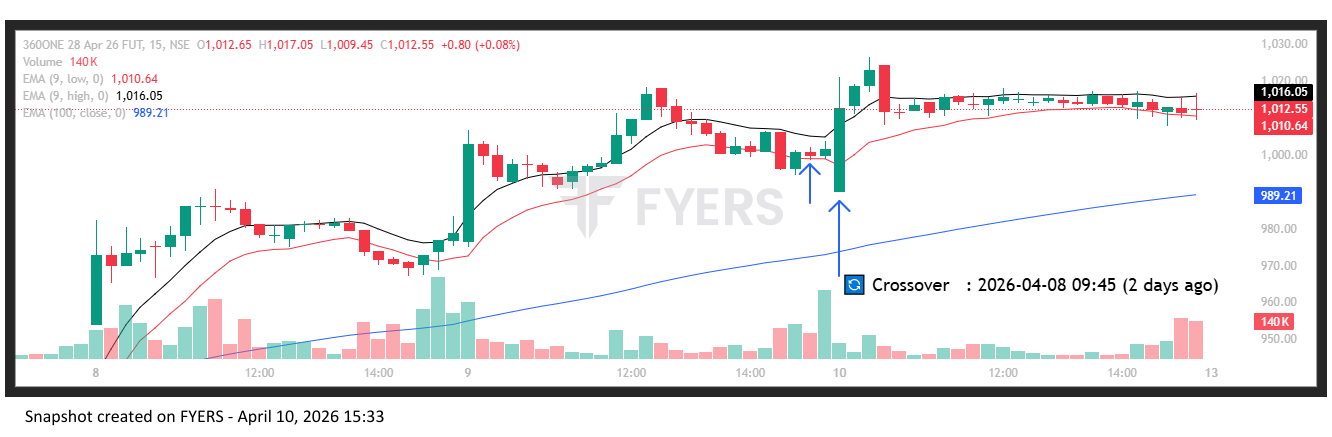 360ONE 28 Apr 26 FUT, 15, NSE O1,012.65 H1,017.05 L1,009.45 C1,012.55 +0.80 (+0.08%)
Volume 140 K
EMA (9, low, 0) 1,010.64
EMA (9, high, 0) 1,016.05
EMA (100, close, 0) 989.21
1,030.00
1,020.00
1,016.05
1,012.55
1,010.64
1,000.00
989.21
980.00
970.00
960.00
140 K
950.00
FYERS
Crossover : 2026-04-08 09:45 (2 days ago)
8 12:00 14:00 9 12:00 14:00 10 12:00 14:00 13
Snapshot created on FYERS - April 10, 2026 15:33